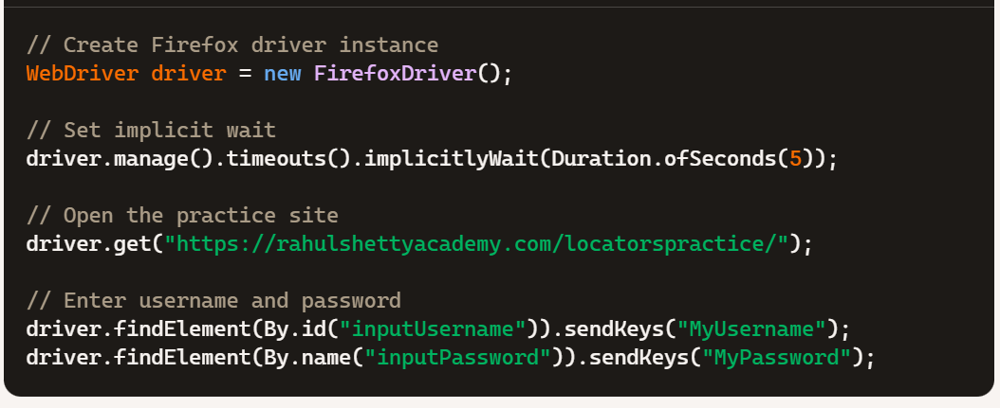 // Create Firefox driver instance
WebDriver driver = new FirefoxDriver();
// Set implicit wait
driver.manage().timeouts().implicitlyWait(Duration.ofSeconds(5));
// Open the practice site
driver.get("https://rahulshettyacademy.com/locatorspractice/");
// Enter username and password
driver.findElement(By.id("inputUsername")).sendKeys("MyUsername");
driver.findElement(By.name("inputPassword")).sendKeys("MyPassword");